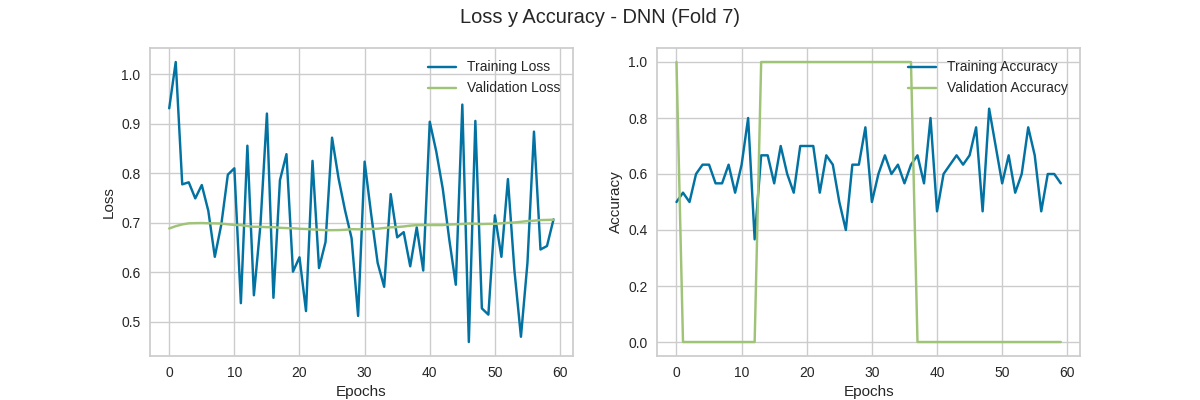 Loss y Accuracy - DNN (Fold 7)
Training Loss
Validation Loss
1.0
0.9
0.8
0.7
0.6
0.5
Loss
0
10
20
30
40
50
60
Epochs
Training Accuracy
Validation Accuracy
1.0
0.8
0.6
0.4
0.2
0.0
Accuracy
0
10
20
30
40
50
60
Epochs